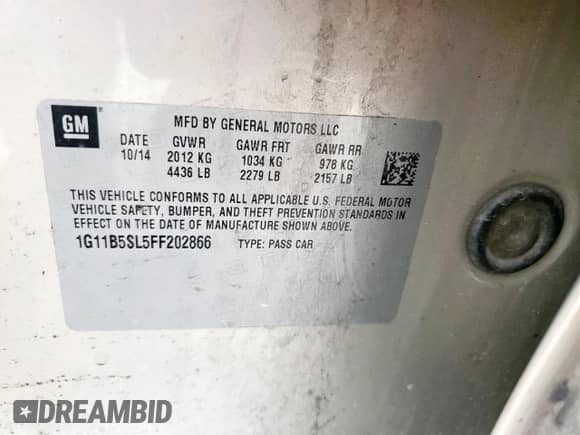 GM
MFD BY GENERAL MOTORS LLC
DATE GVWR GAWR FRT GAWR RR
10/14 2012 KG 1034 KG 978 KG
4436 LB 2279 LB 2157 LB
THIS VEHICLE CONFORMS TO ALL APPLICABLE U.S. FEDERAL MOTOR
VEHICLE SAFETY, BUMPER, AND THEFT PREVENTION STANDARDS IN
EFFECT ON THE DATE OF MANUFACTURE SHOWN ABOVE.
1G11B5SL5FF202866 TYPE: PASS CAR
DREAMBID